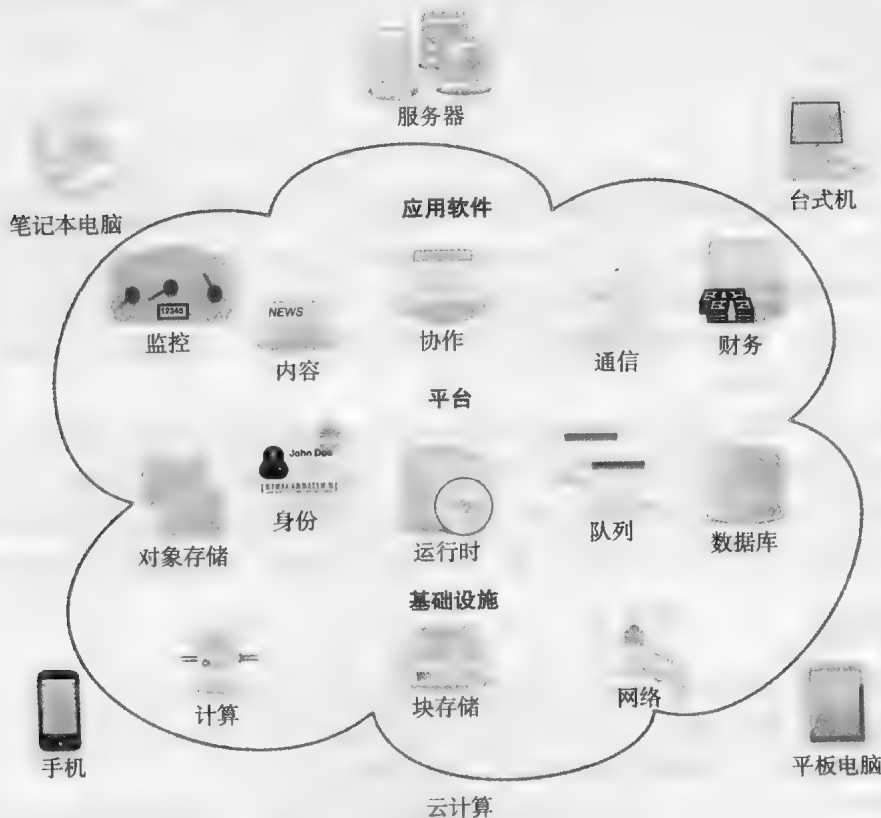 服务器
笔记本电脑
台式机
应用软件
12345
监控
NEWS
内容
协作
通信
财务
平台
对象存储
John Doe
身份
运行时
队列
数据库
基础设施
计算
块存储
网络
手机
平板电脑
云计算